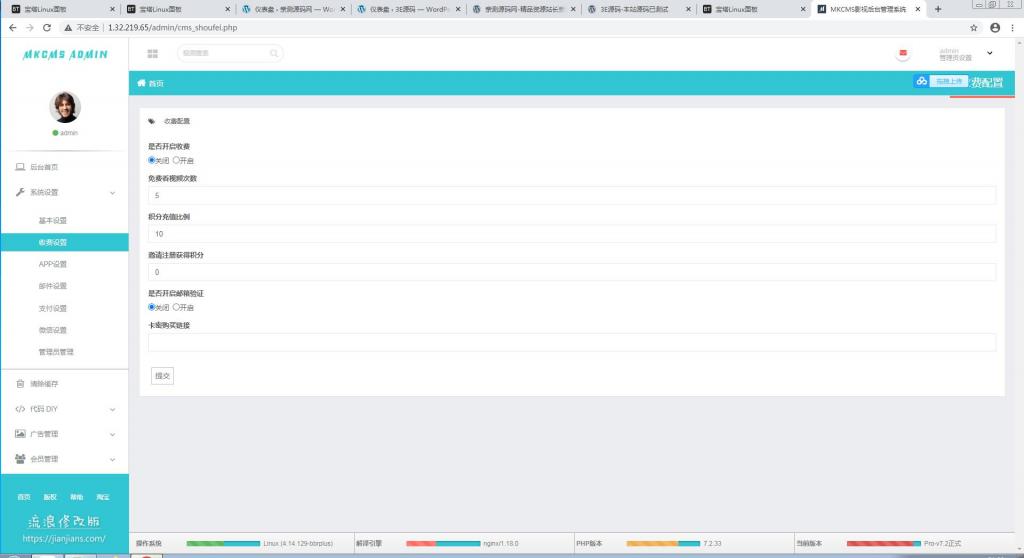 宝塔Linux面板
宝塔Linux面板
仪表盘 ‹ 亲测源码网 — WordP
仪表盘 ‹ 3E源码 — WordPr
亲测源码网-精品资源站长
3E源码-本站源码已测试
宝塔Linux面板
MKCMS影视后台管理系统
不安全
1.32.219.65/admin/cms_shoufei.php
MKCMS ADMIN
视频搜索
admin
管理员设置
首页
拖拽上传
费配置
admin
后台首页
系统设置
基本设置
收费设置
APP设置
邮件设置
支付设置
微信设置
管理员管理
清除缓存
代码 DIY
广告管理
会员管理
首页 版权 帮助 淘宝
流浪修改版
https://jianjians.com/
收费配置
是否开启收费
关闭 开启
免费看视频次数
5
积分充值比例
10
邀请注册获得积分
0
是否开启邮箱验证
关闭 开启
卡密购买链接
提交
操作系统 Linux (4.14.129-bbrplus) 解译引擎 nginx/1.18.0 PHP版本 7.2.33 当前版本 Pro-v7.2正式